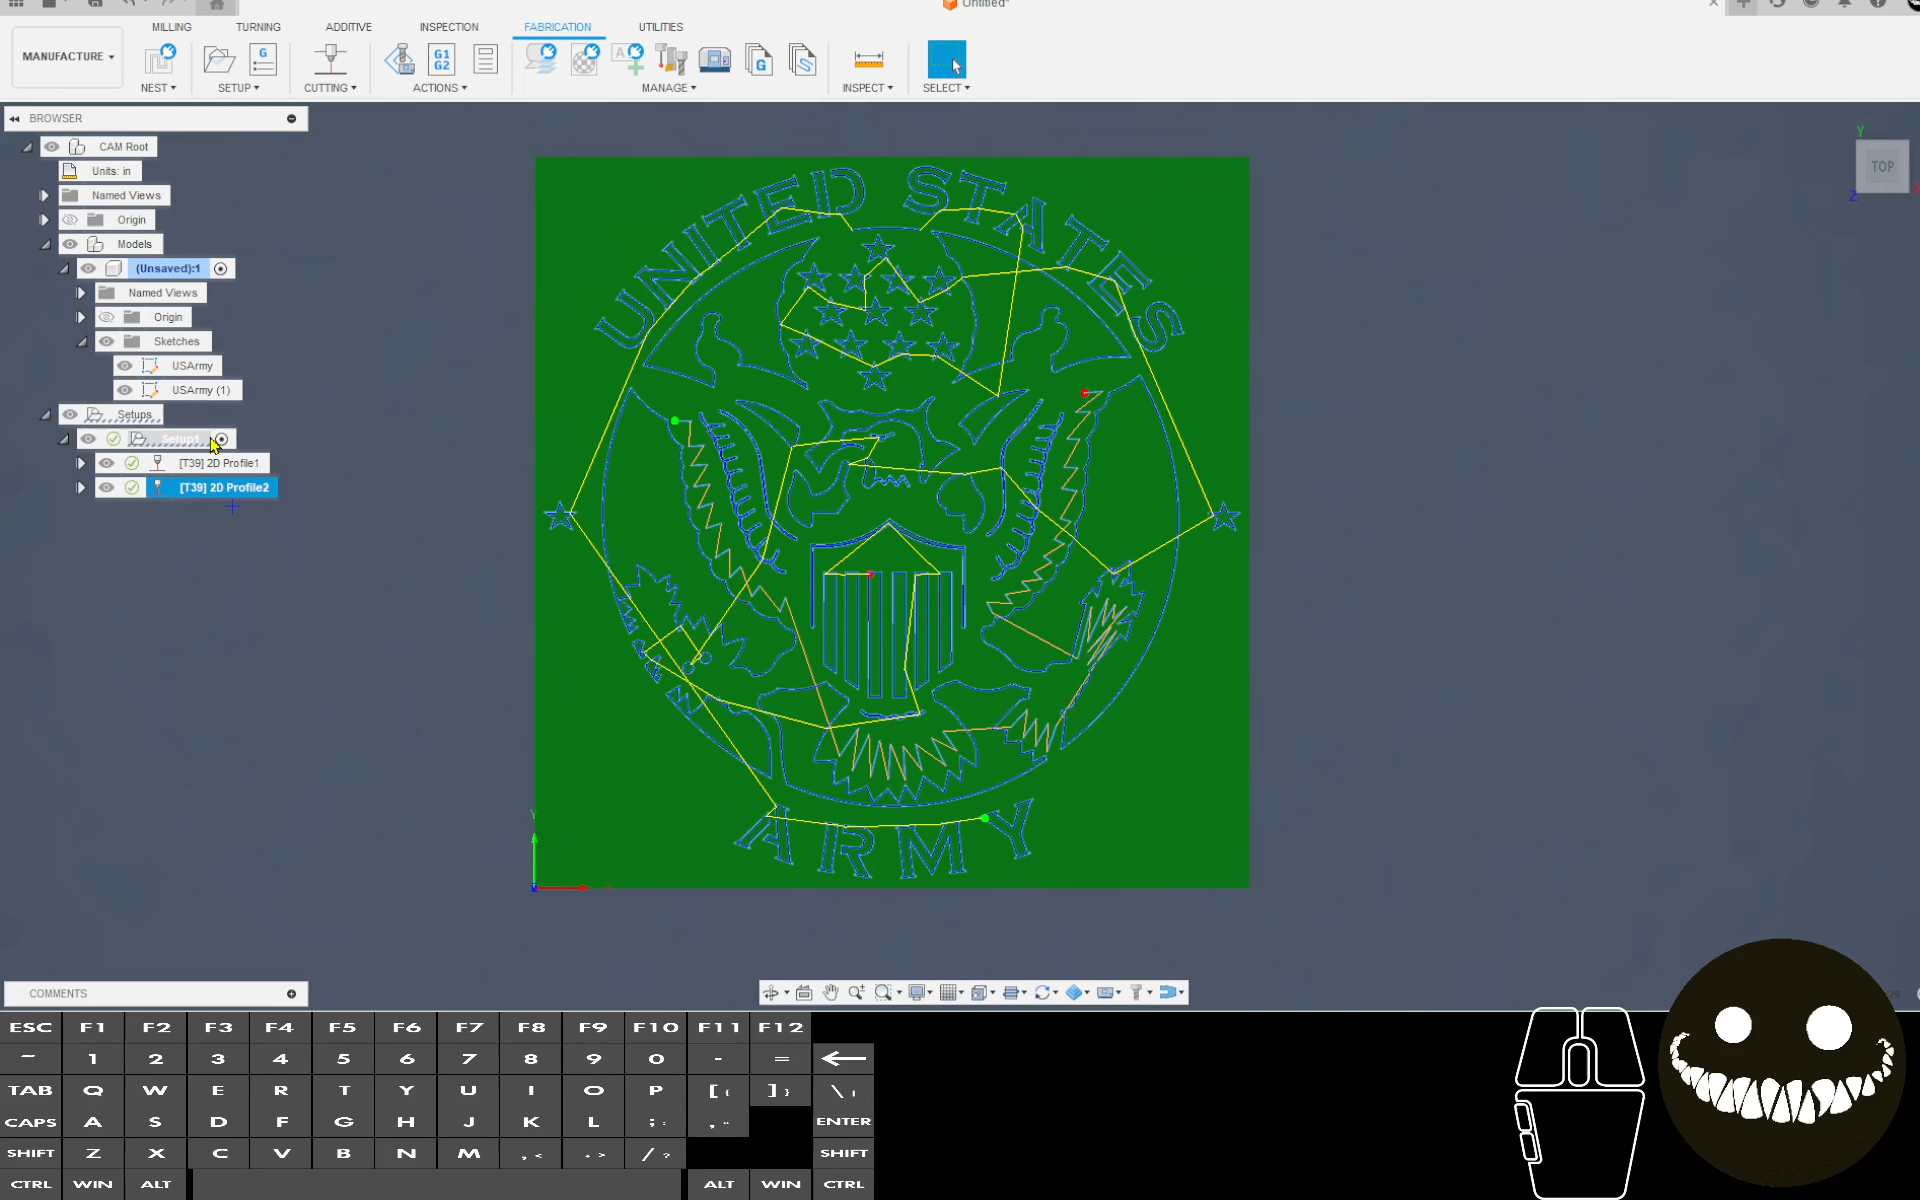 Untitled*
MILLING TURNING ADDITIVE INSPECTION FABRICATION UTILITIES
MANUFACTURE
G G1 G2 A G
NEST SETUP CUTTING ACTIONS MANAGE INSPECT SELECT
BROWSER
CAM Root
Units: in
Named Views
Origin
Models
(Unsaved):1
Named Views
Origin
Sketches
USArmy
USArmy (1)
Setups
Setup1
[T39] 2D Profile1
[T39] 2D Profile2
Y
TOP
Z
UNITED STATES
ARMY
Y
COMMENTS
ESC F1 F2 F3 F4 F5 F6 F7 F8 F9 F10 F11 F12
~ 1 2 3 4 5 6 7 8 9 0 - =
TAB Q W E R T Y U I O P [{ ]} \|
CAPS A S D F G H J K L ;: ," ENTER
SHIFT Z X C V B N M ,< .> /? SHIFT
CTRL WIN ALT ALT WIN CTRL